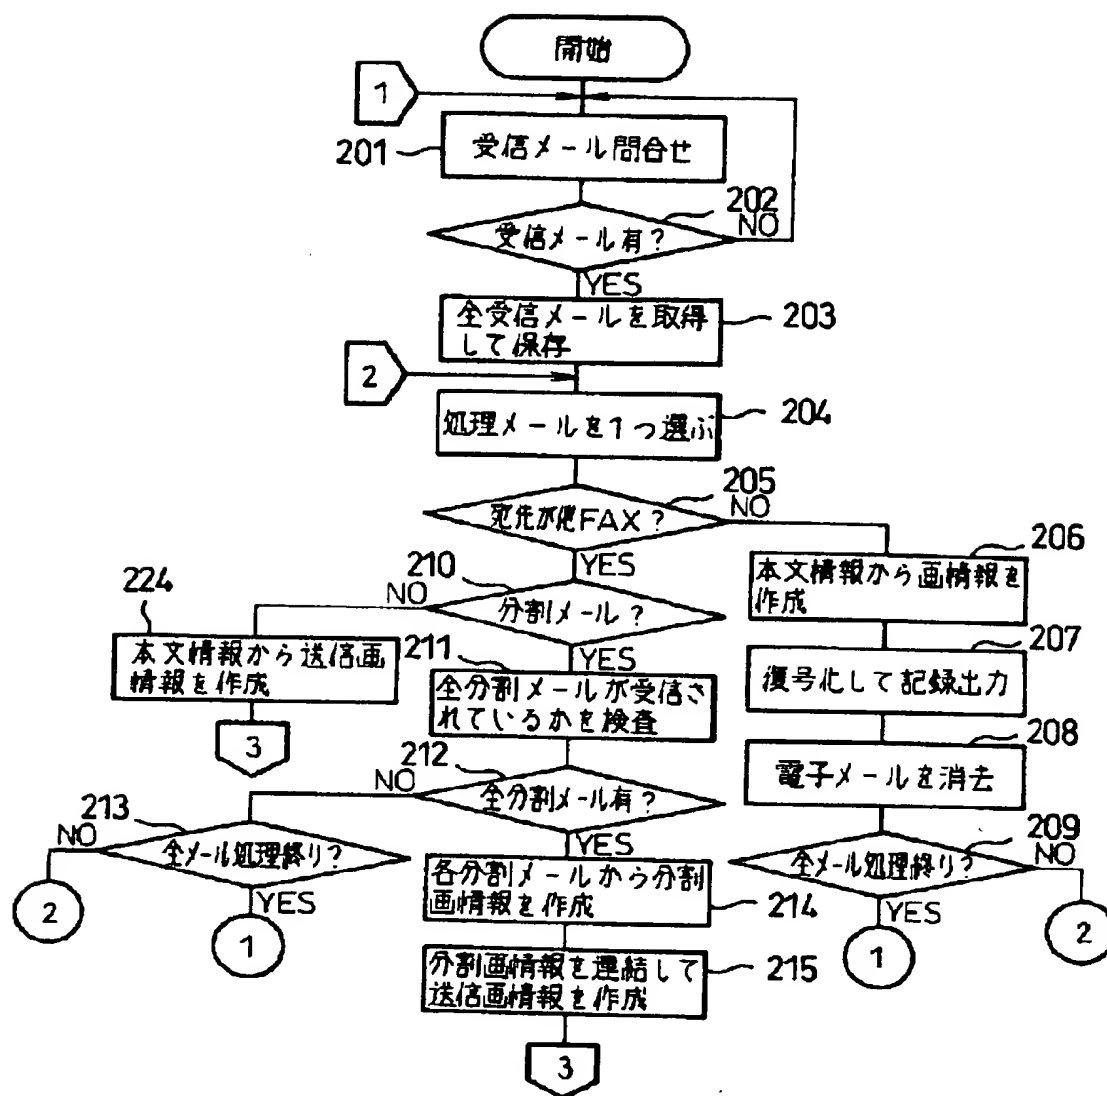 開始
1
201
受信メール問合せ
202
受信メール有?
NO
YES
全受信メールを取得
して保存
203
2
処理メールを1つ選ぶ
204
205
宛先が他FAX?
NO
YES
206
本文情報から画情報を
作成
210
分割メール?
NO
YES
224
本文情報から送信画
情報を作成
3
207
復号化して記録出力
211
全分割メールが受信さ
れているかを検査
208
電子メールを消去
212
全分割メール有?
NO
YES
213
全メール処理終り?
NO
YES
2
1
209
全メール処理終り?
NO
YES
1
2
各分割メールから分割
画情報を作成
214
分割画情報を連結して
送信画情報を作成
215
3